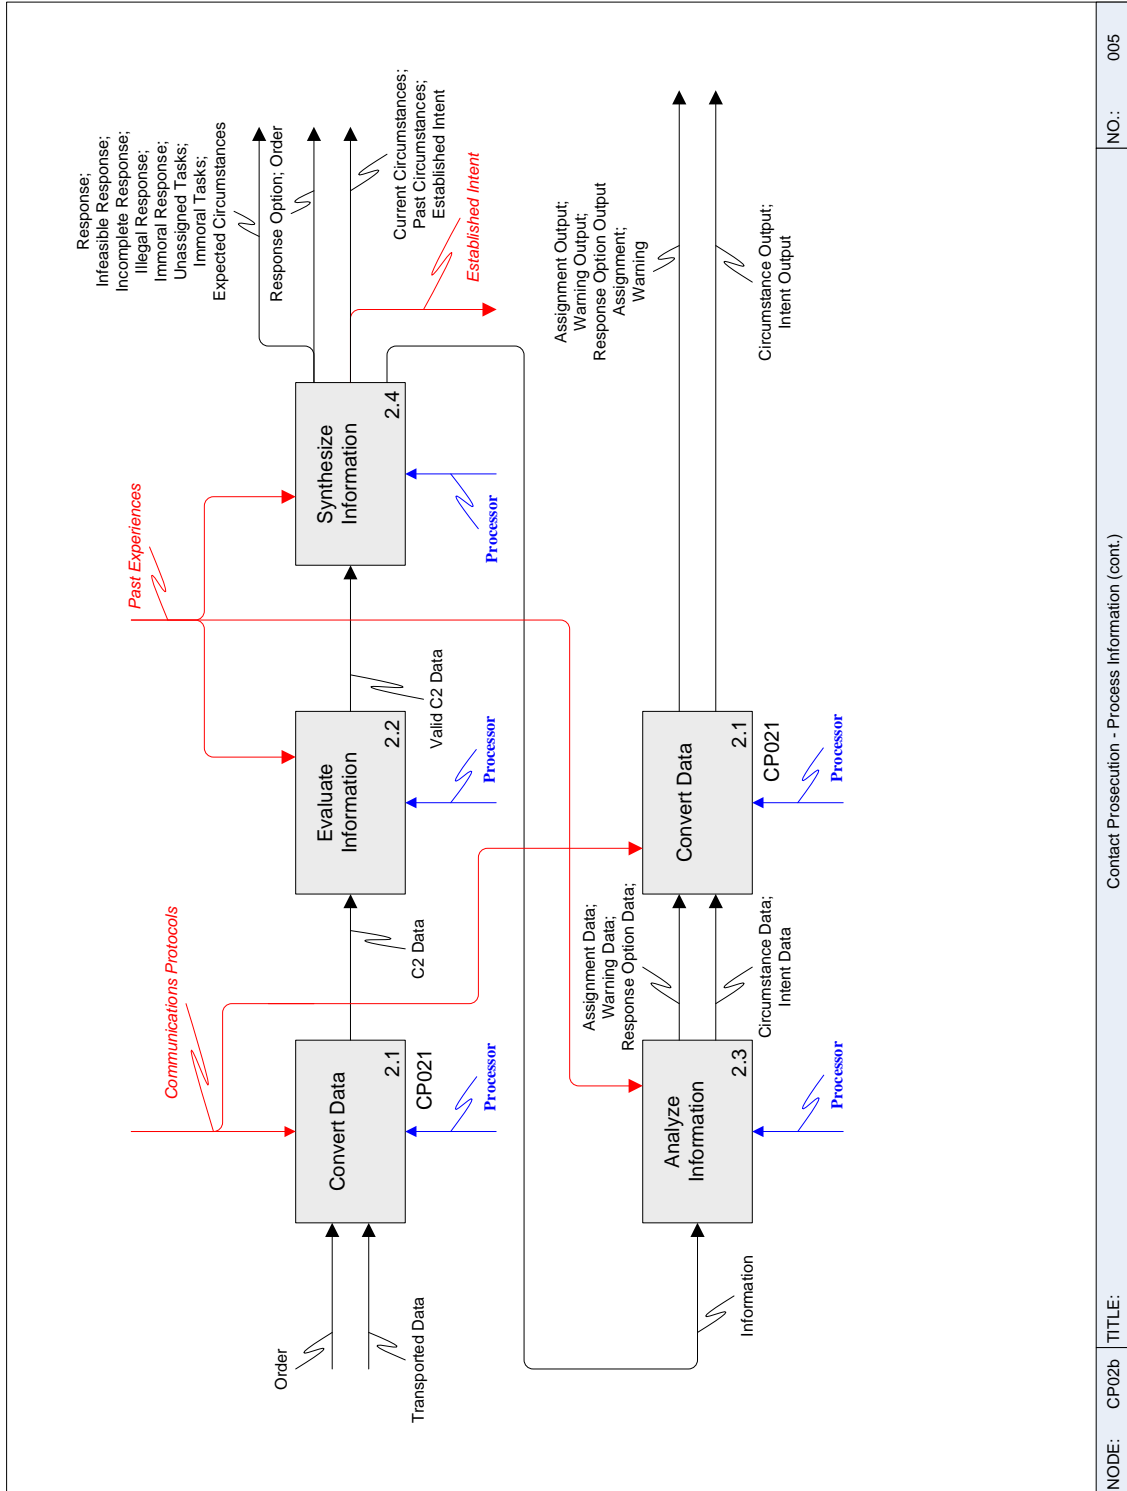 Communications Protocols
Past Experiences
Response;
Infeasible Response;
Incomplete Response;
Illegal Response;
Immoral Response;
Unassigned Tasks;
Immoral Tasks;
Expected Circumstances
Response Option; Order
Current Circumstances;
Past Circumstances;
Established Intent
Established Intent
Order
Transported Data
Convert Data
2.1
CP021
Processor
C2 Data
Evaluate
Information
2.2
Processor
Valid C2 Data
Synthesize
Information
2.4
Processor
Information
Analyze
Information
2.3
Processor
Assignment Data;
Warning Data;
Response Option Data;
Circumstance Data;
Intent Data
Convert Data
2.1
CP021
Processor
Assignment Output;
Warning Output;
Response Option Output
Assignment;
Warning
Circumstance Output;
Intent Output
NODE: CP02b
TITLE: Contact Prosecution - Process Information (cont.)
NO.: 005